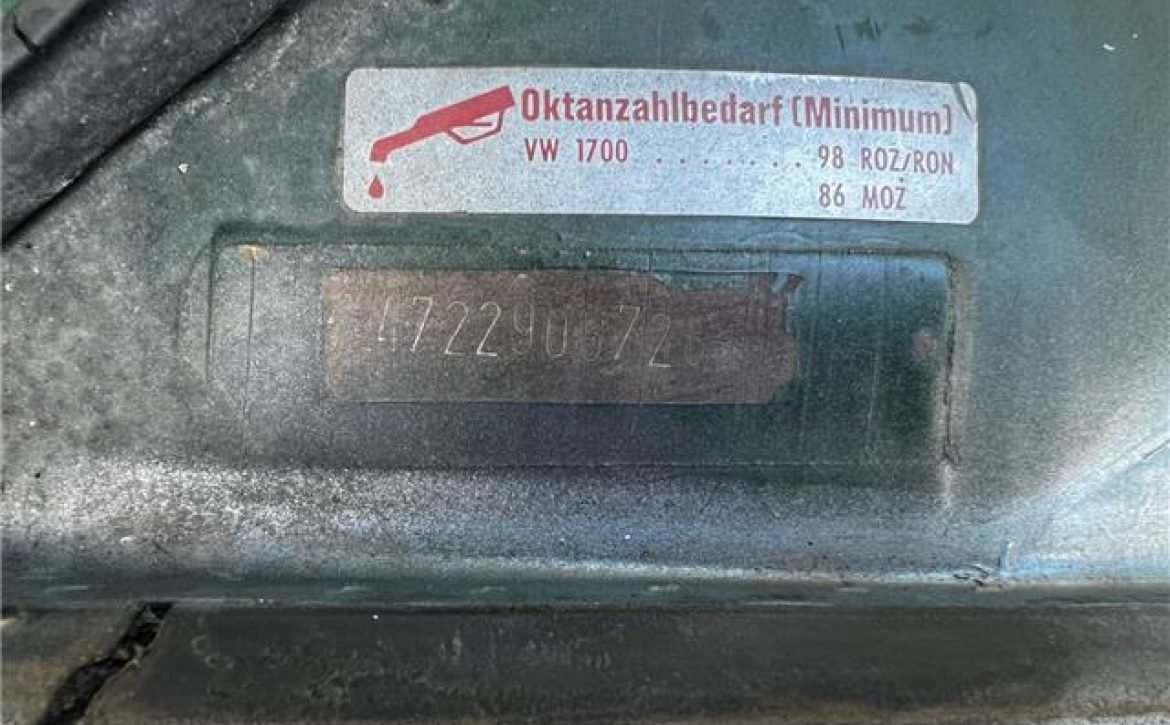 Oktanzahlbedarf (Minimum)
VW 1700 ........ 98 ROZ/RON
86 MOZ